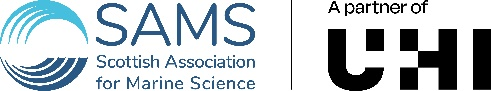 SAMS
Scottish Association
for Marine Science
A partner of
UHI